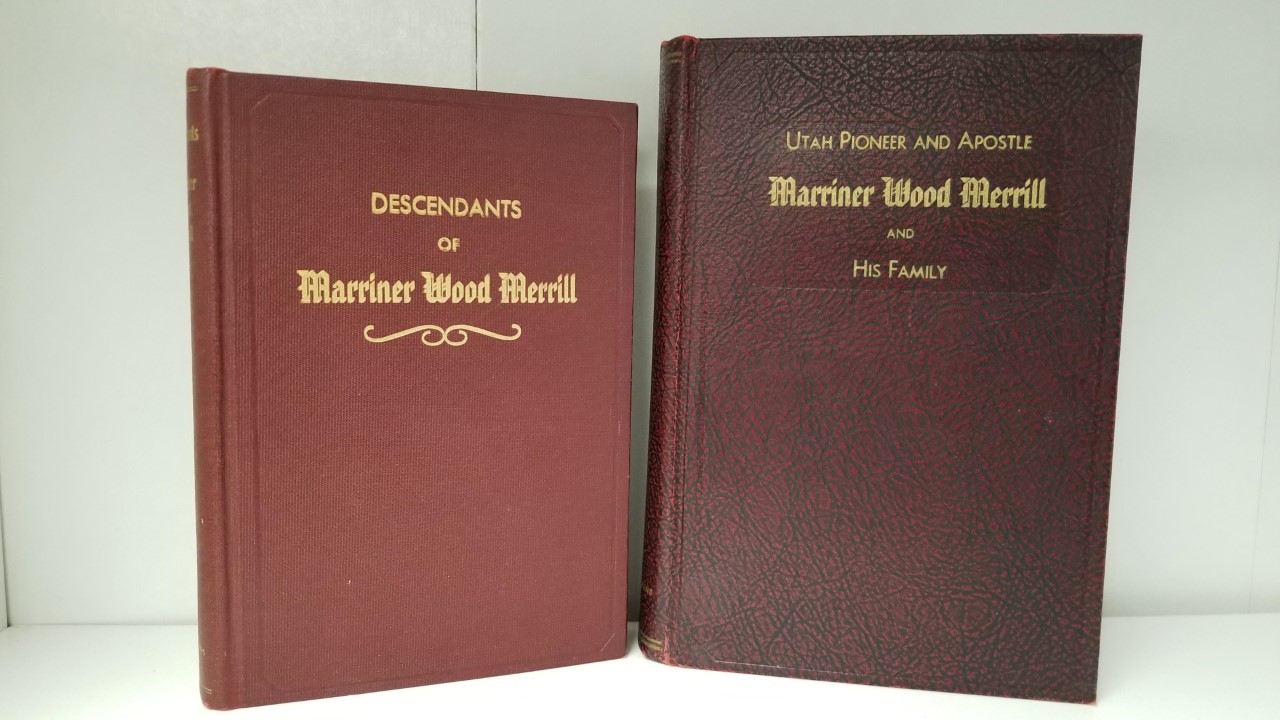 DESCENDANTS
OF
Marriner Wood Merrill
UTAH PIONEER AND APOSTLE
Marriner Wood Merrill
AND
HIS FAMILY